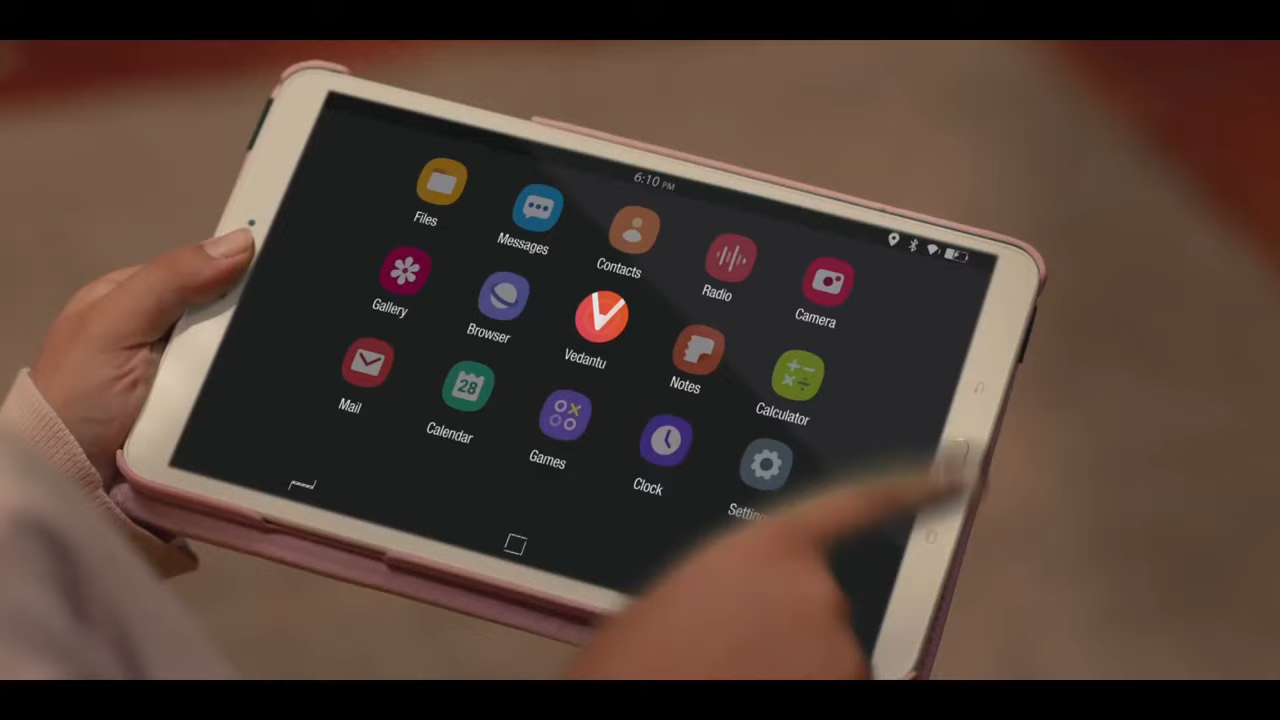 6:10 PM
Files
Messages
Contacts
Radio
Camera
Gallery
Browser
Vedantu
Notes
Calculator
Mail
28
Calendar
Games
Clock